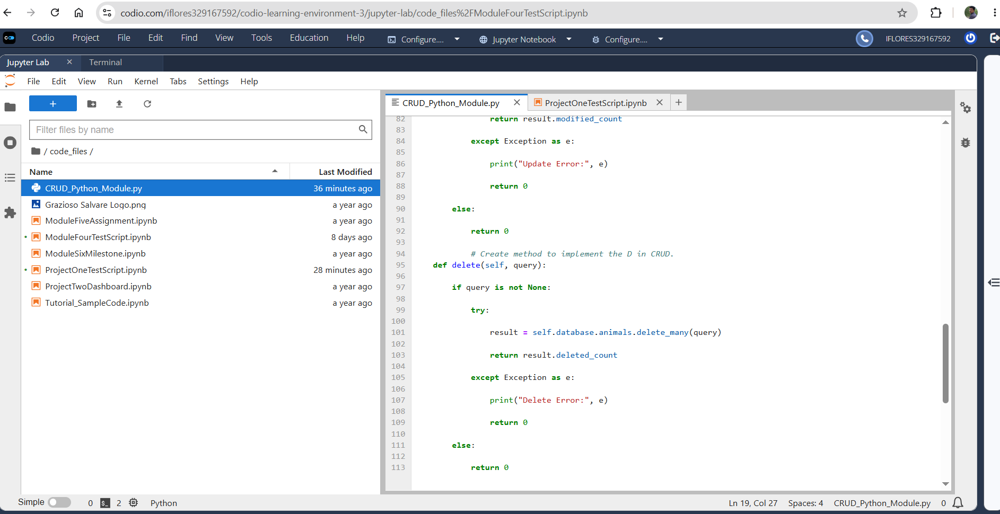 codio.com/iflores329167592/codio-learning-environment-3/jupyter-lab/code_files%2FModuleFourTestScript.ipynb
Codio Project File Edit Find View Tools Education Help Configure.... Jupyter Notebook Configure.... IFLORES329167592
Jupyter Lab Terminal
File Edit View Run Kernel Tabs Settings Help
+
Filter files by name
/ code_files /
Name Last Modified
CRUD_Python_Module.py 36 minutes ago
Grazioso Salvare Logo.png a year ago
ModuleFiveAssignment.ipynb a year ago
ModuleFourTestScript.ipynb 8 days ago
ModuleSixMilestone.ipynb a year ago
ProjectOneTestScript.ipynb 28 minutes ago
ProjectTwoDashboard.ipynb a year ago
Tutorial_SampleCode.ipynb a year ago
CRUD_Python_Module.py ProjectOneTestScript.ipynb +
82 return result.modified_count
83
84 except Exception as e:
85
86 print("Update Error:", e)
87
88 return 0
89
90 else:
91
92 return 0
93
94 # Create method to implement the D in CRUD.
95 def delete(self, query):
96
97 if query is not None:
98
99 try:
100
101 result = self.database.animals.delete_many(query)
102
103 return result.deleted_count
104
105 except Exception as e:
106
107 print("Delete Error:", e)
108
109 return 0
110
111 else:
112
113 return 0
Simple 0 $_ 2 Python Ln 19, Col 27 Spaces: 4 CRUD_Python_Module.py 0